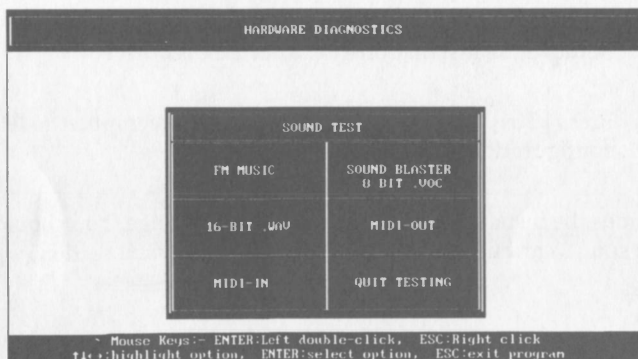 HARDWARE DIAGNOSTICS
SOUND TEST
FM MUSIC
SOUND BLASTER
8 BIT .VOC
16-BIT .WAV
MIDI-OUT
MIDI-IN
QUIT TESTING
Mouse Keys:- ENTER:Left double-click, ESC:Right click
:highlight option, ENTER:select option, ESC:exit program